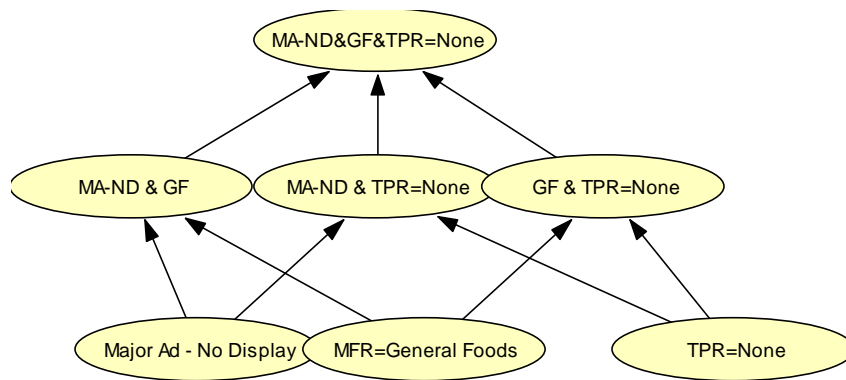 MA-ND&GF&TPR=None
MA-ND & GF
MA-ND & TPR=None
GF & TPR=None
Major Ad - No Display
MFR=General Foods
TPR=None